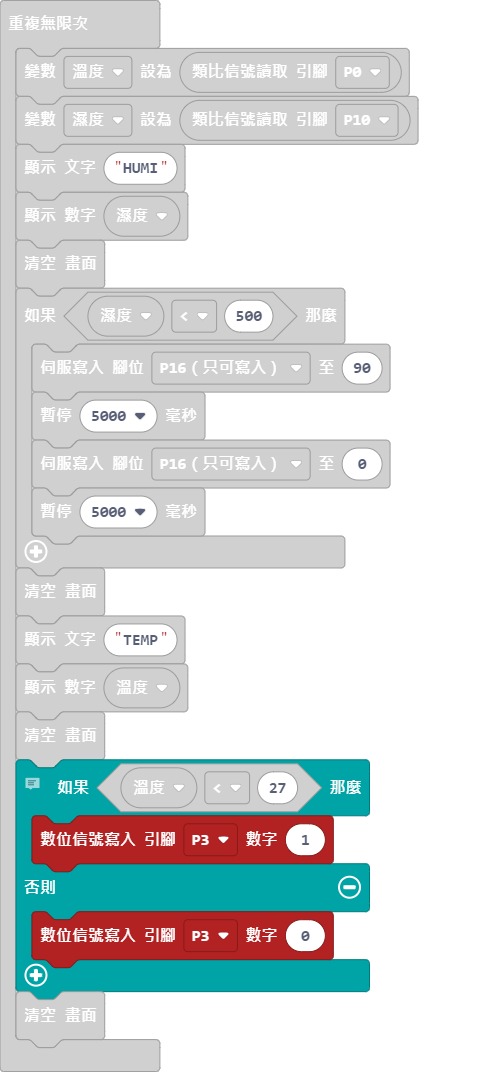 重複無限次
變數 溫度 設為 類比信號讀取 引腳 P0
變數 濕度 設為 類比信號讀取 引腳 P10
顯示 文字 "HUMI"
顯示 數字 濕度
清空 畫面
如果 濕度 < 500 那麼
伺服寫入 腳位 P16(只可寫入) 至 90
暫停 5000 毫秒
伺服寫入 腳位 P16(只可寫入) 至 0
暫停 5000 毫秒
清空 畫面
顯示 文字 "TEMP"
顯示 數字 溫度
清空 畫面
如果 溫度 < 27 那麼
數位信號寫入 引腳 P3 數字 1
否則
數位信號寫入 引腳 P3 數字 0
清空 畫面